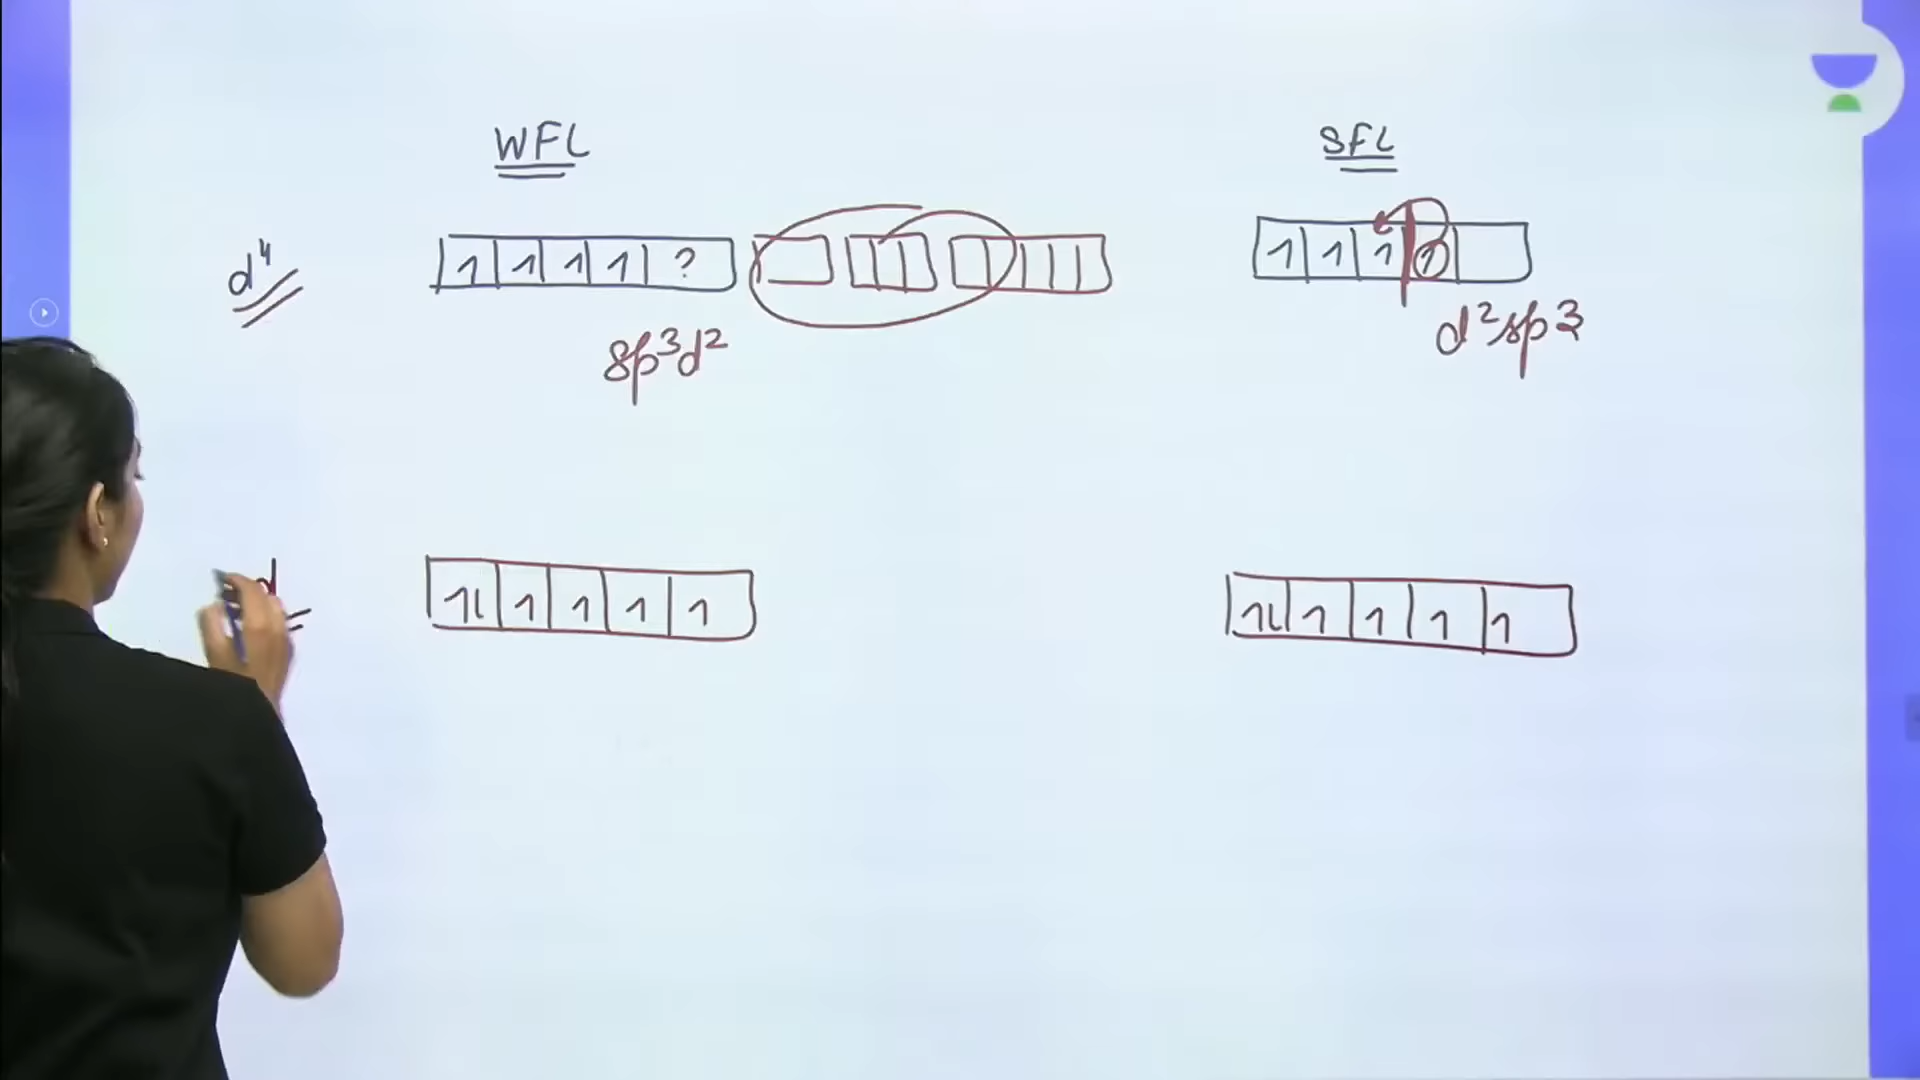 WFL
SFL
d⁴
1 1 1 1 ?
1 1 1 1
sp³d²
d²sp3
d
1l 1 1 1 1
1l 1 1 1 1